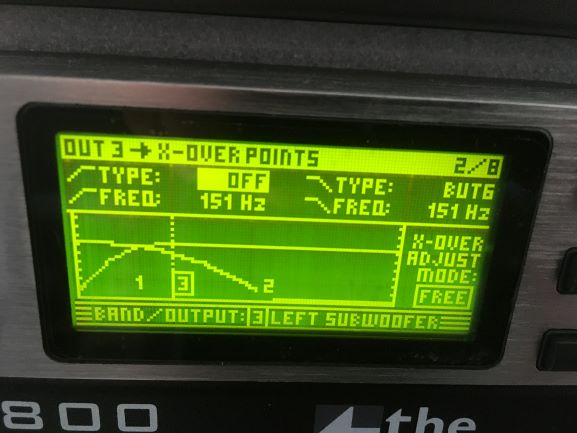 OUT 3 → X-OVER POINTS 2/8
TYPE: OFF TYPE: BUT6
FREQ: 151 Hz FREQ: 151 Hz
X-OVER
ADJUST
MODE:
FREE
1 3 2
BAND/OUTPUT: 3 LEFT SUBWOOFER
800 the